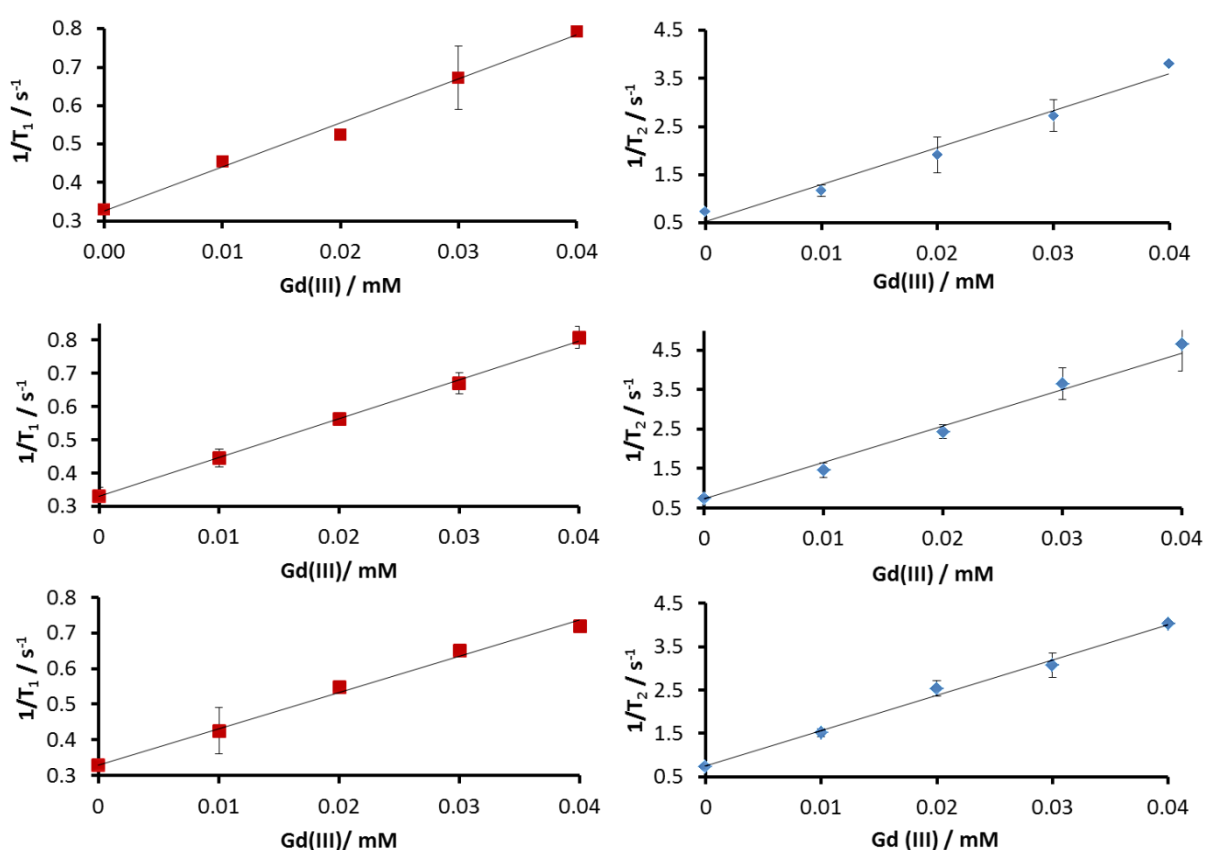 0.8
0.7
0.6
0.5
0.4
0.3
1/T₁ / s⁻¹
0.00 0.01 0.02 0.03 0.04
Gd(III) / mM
4.5
3.5
2.5
1.5
0.5
1/T₂ / s⁻¹
0 0.01 0.02 0.03 0.04
Gd(III) / mM
0.8
0.7
0.6
0.5
0.4
0.3
1/T₁ / s⁻¹
0 0.01 0.02 0.03 0.04
Gd(III)/ mM
4.5
3.5
2.5
1.5
0.5
1/T₂ / s⁻¹
0 0.01 0.02 0.03 0.04
Gd(III) / mM
0.8
0.7
0.6
0.5
0.4
0.3
1/T₁ / s⁻¹
0 0.01 0.02 0.03 0.04
Gd(III)/ mM
4.5
3.5
2.5
1.5
0.5
1/T₂ / s⁻¹
0 0.01 0.02 0.03 0.04
Gd (III) / mM